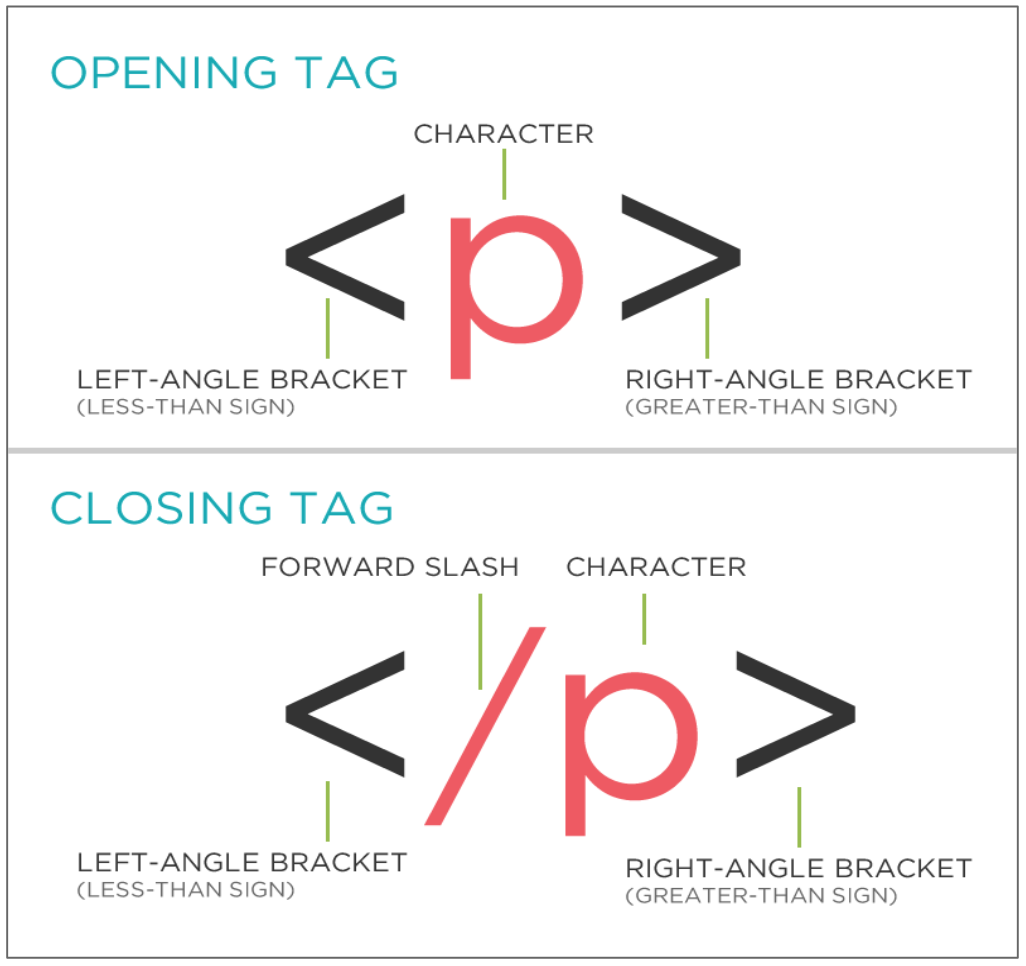 OPENING TAG
CHARACTER
<p>
LEFT-ANGLE BRACKET
(LESS-THAN SIGN)
RIGHT-ANGLE BRACKET
(GREATER-THAN SIGN)
CLOSING TAG
FORWARD SLASH
CHARACTER
</p>
LEFT-ANGLE BRACKET
(LESS-THAN SIGN)
RIGHT-ANGLE BRACKET
(GREATER-THAN SIGN)